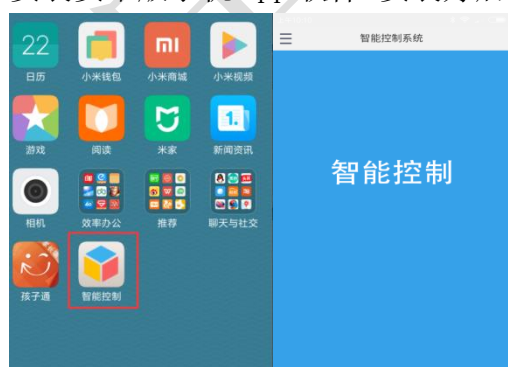 22
日历
小米钱包
小米商城
小米视频
游戏
阅读
米家
1.
新闻资讯
相机
效率办公
推荐
聊天与社交
孩子通
智能控制
智能控制系统
智能控制